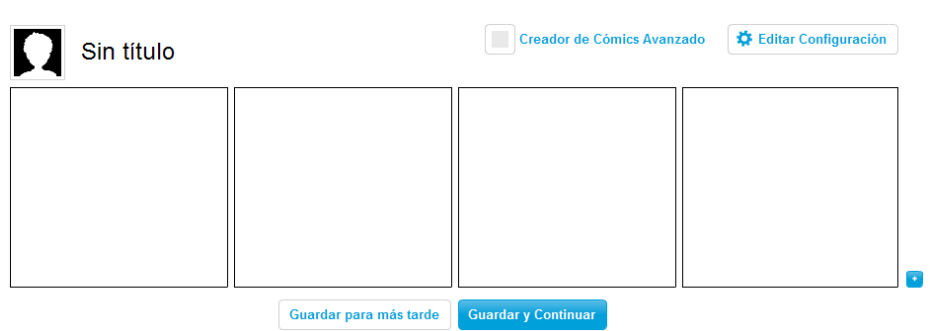 Sin título
Creador de Cómics Avanzado
Editar Configuración
+
Guardar para más tarde
Guardar y Continuar